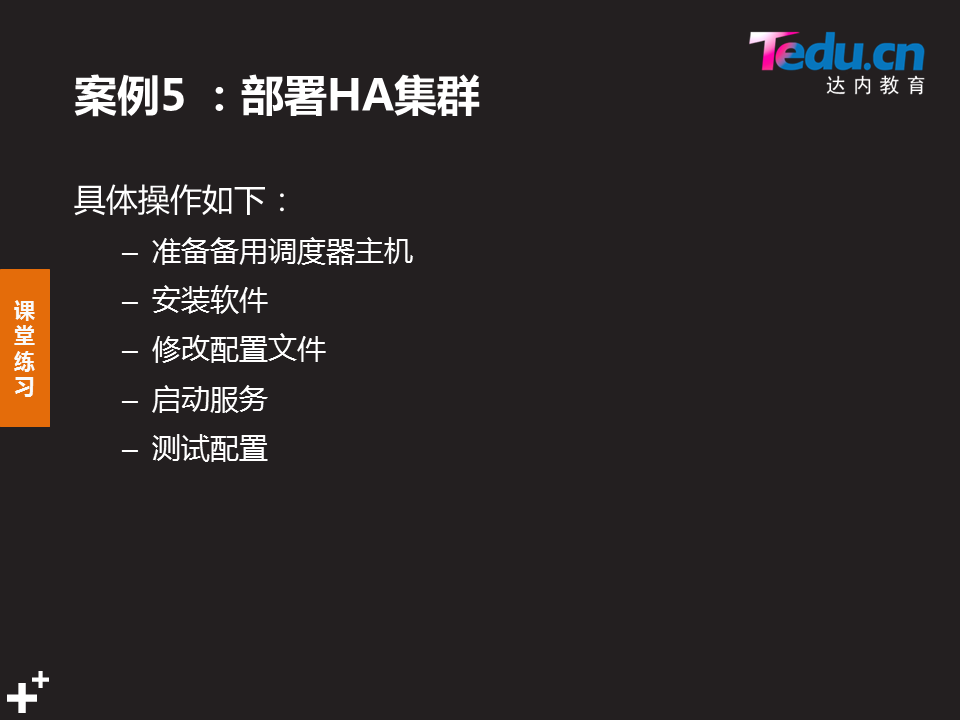 Tedu.cn
达内教育
案例5 ：部署HA集群
具体操作如下：
– 准备备用调度器主机
– 安装软件
– 修改配置文件
– 启动服务
– 测试配置
课堂练习